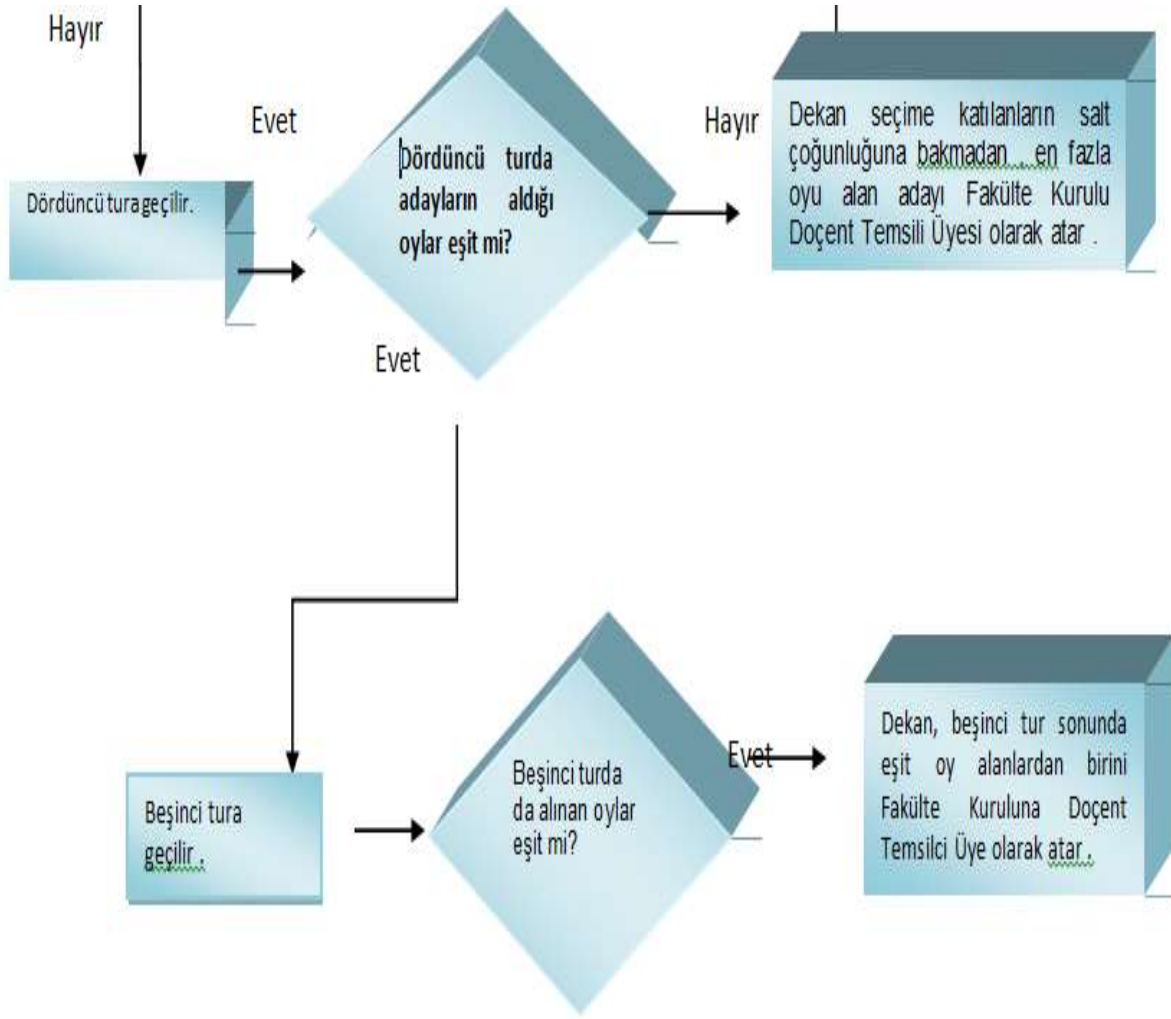 Hayır
Evet
Dördüncü tura geçilir.
Dördüncü turda
adayların aldığı
oylar eşit mi?
Hayır
Dekan seçime katılanların salt
çoğunluğuna bakmadan , en fazla
oyu alan adayı Fakülte Kurulu
Doçent Temsili Üyesi olarak atar .
Evet
Beşinci tura
geçilir .
Beşinci turda
da alınan oylar
eşit mi?
Evet
Dekan, beşinci tur sonunda
eşit oy alanlardan birini
Fakülte Kuruluna Doçent
Temsilci Üye olarak atar .